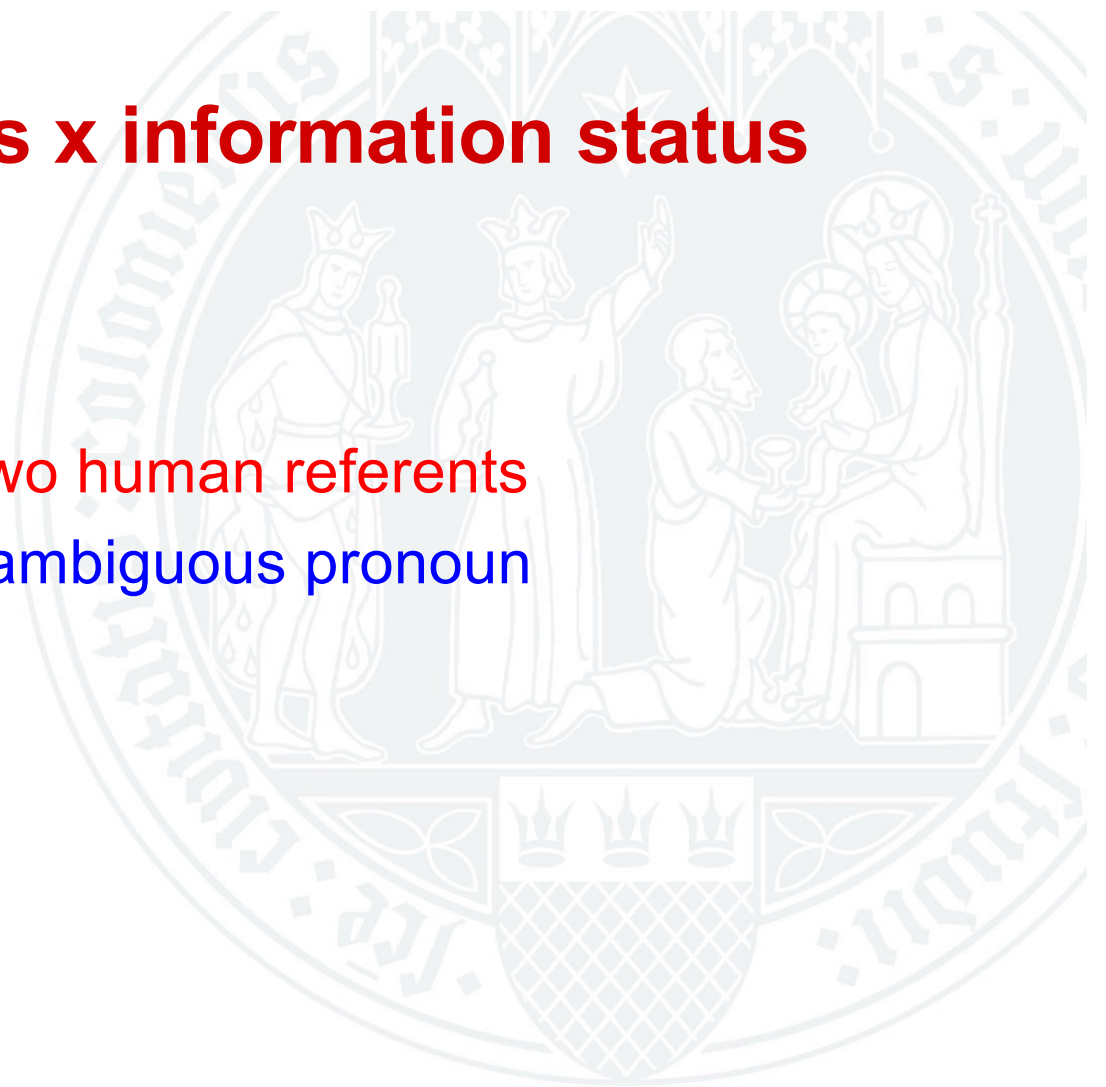 s x information status
wo human referents
ambiguous pronoun